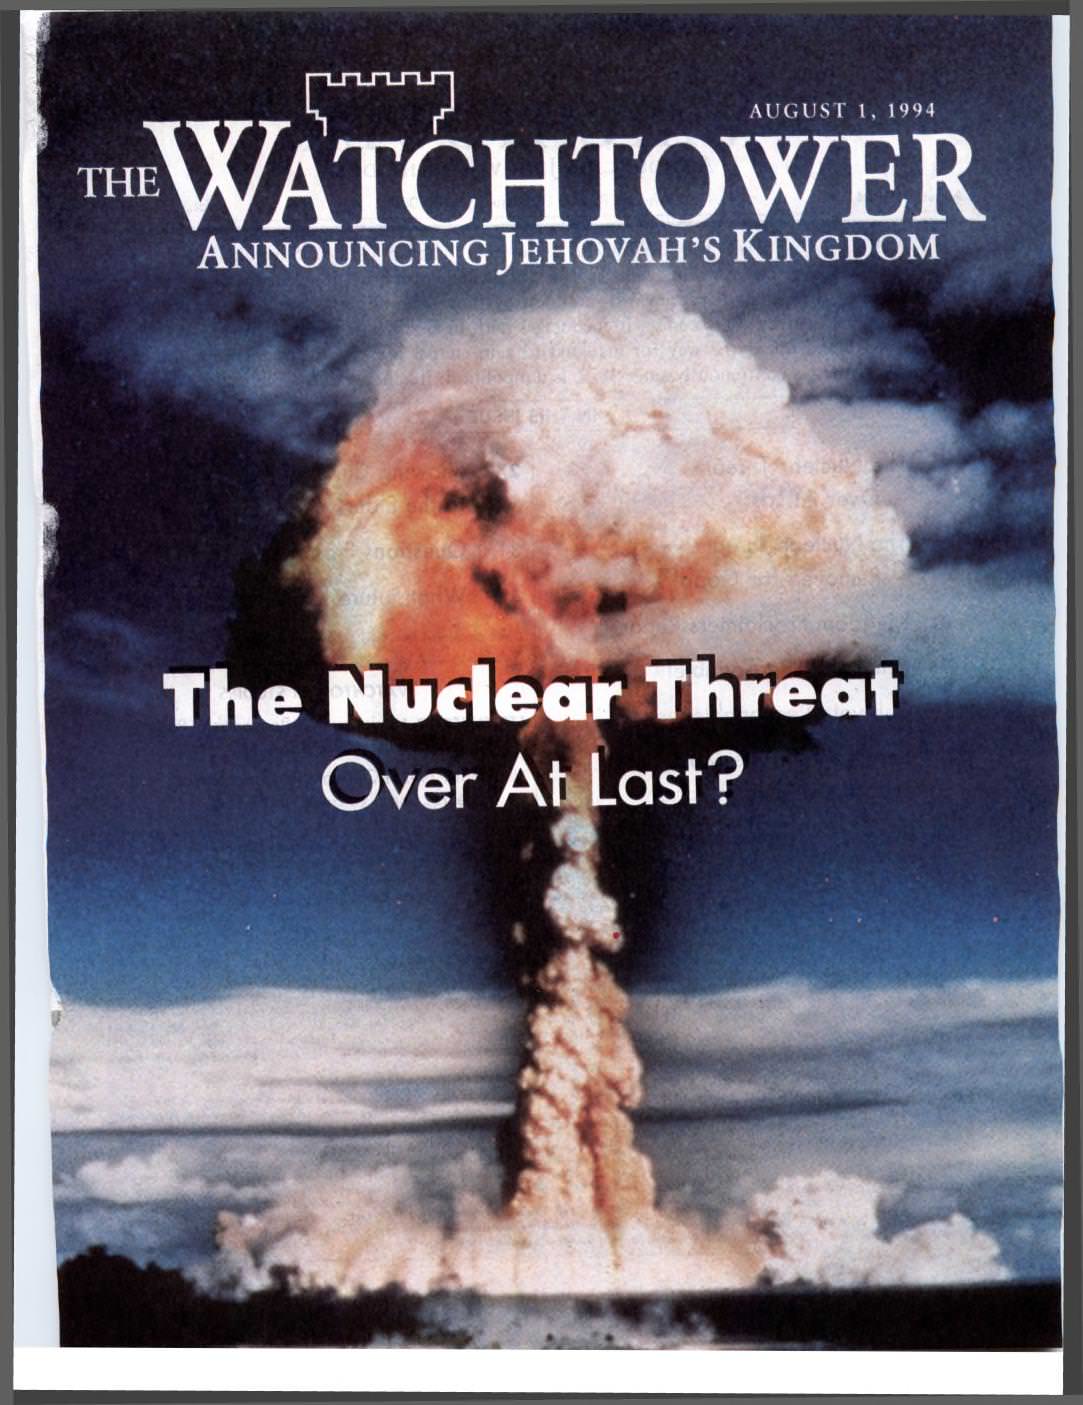 AUGUST 1, 1994
THE WATCHTOWER
ANNOUNCING JEHOVAH'S KINGDOM
The Nuclear Threat
Over At Last?